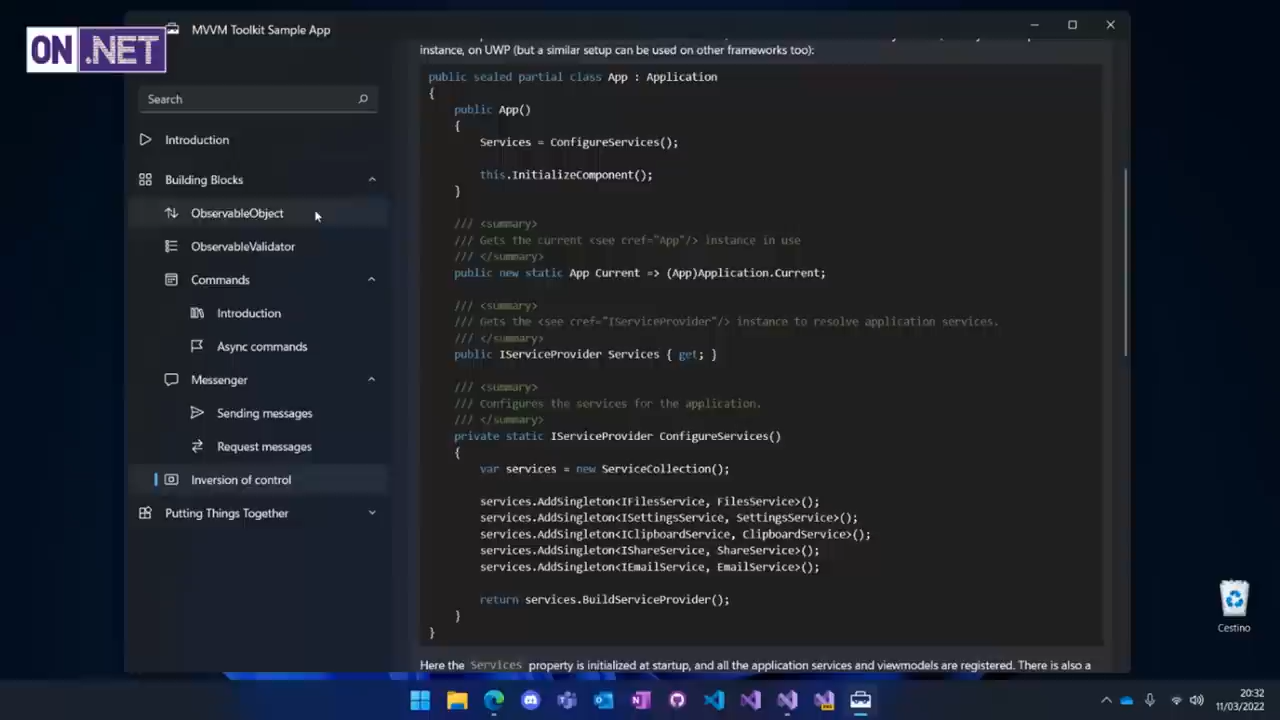 ON .NET
MVVM Toolkit Sample App
Search
Introduction
Building Blocks
ObservableObject
ObservableValidator
Commands
Introduction
Async commands
Messenger
Sending messages
Request messages
Inversion of control
Putting Things Together
instance, on UWP (but a similar setup can be used on other frameworks too):
public sealed partial class App : Application
{
public App()
{
Services = ConfigureServices();
this.InitializeComponent();
}
/// <summary>
/// Gets the current <see cref="App"/> instance in use
/// </summary>
public new static App Current => (App)Application.Current;
/// <summary>
/// Gets the <see cref="IServiceProvider"/> instance to resolve application services.
/// </summary>
public IServiceProvider Services { get; }
/// <summary>
/// Configures the services for the application.
/// </summary>
private static IServiceProvider ConfigureServices()
{
var services = new ServiceCollection();
services.AddSingleton<IFilesService, FilesService>();
services.AddSingleton<ISettingsService, SettingsService>();
services.AddSingleton<IClipboardService, ClipboardService>();
services.AddSingleton<IShareService, ShareService>();
services.AddSingleton<IEmailService, EmailService>();
return services.BuildServiceProvider();
}
}
Here the Services property is initialized at startup, and all the application services and viewmodels are registered. There is also a
Cestino
20:32
11/03/2022